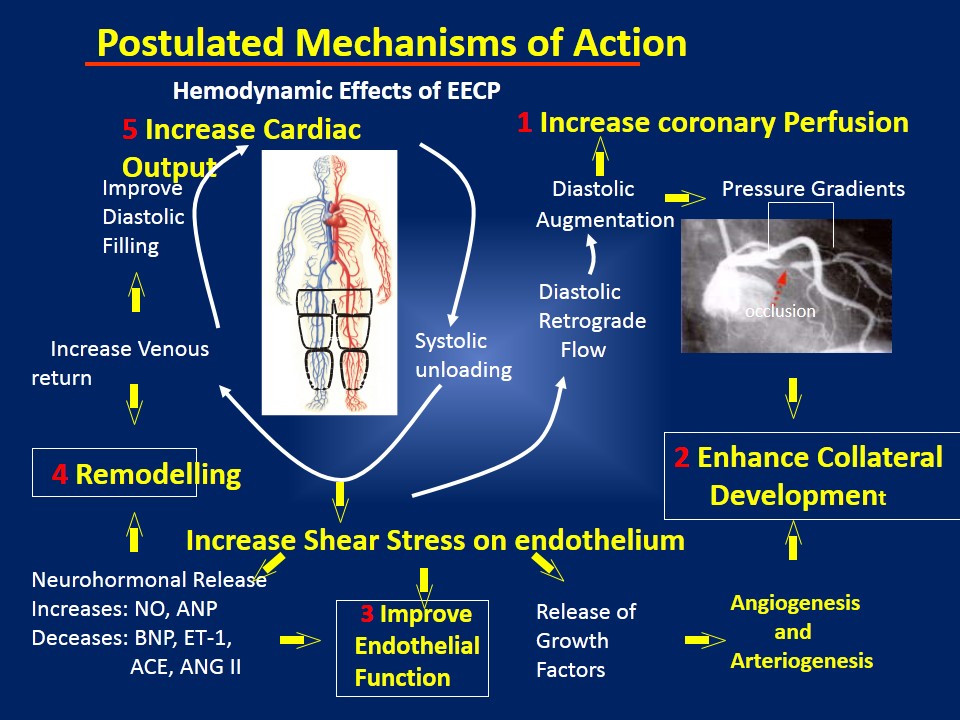 Postulated Mechanisms of Action
Hemodynamic Effects of EECP
5 Increase Cardiac
Output
1 Increase coronary Perfusion
Improve
Diastolic
Filling
Diastolic
Augmentation
Pressure Gradients
occlusion
Diastolic
Retrograde
Flow
Systolic
unloading
Increase Venous
return
4 Remodelling
2 Enhance Collateral
Development
Increase Shear Stress on endothelium
Neurohormonal Release
Increases: NO, ANP
Deceases: BNP, ET-1,
ACE, ANG II
3 Improve
Endothelial
Function
Release of
Growth
Factors
Angiogenesis
and
Arteriogenesis